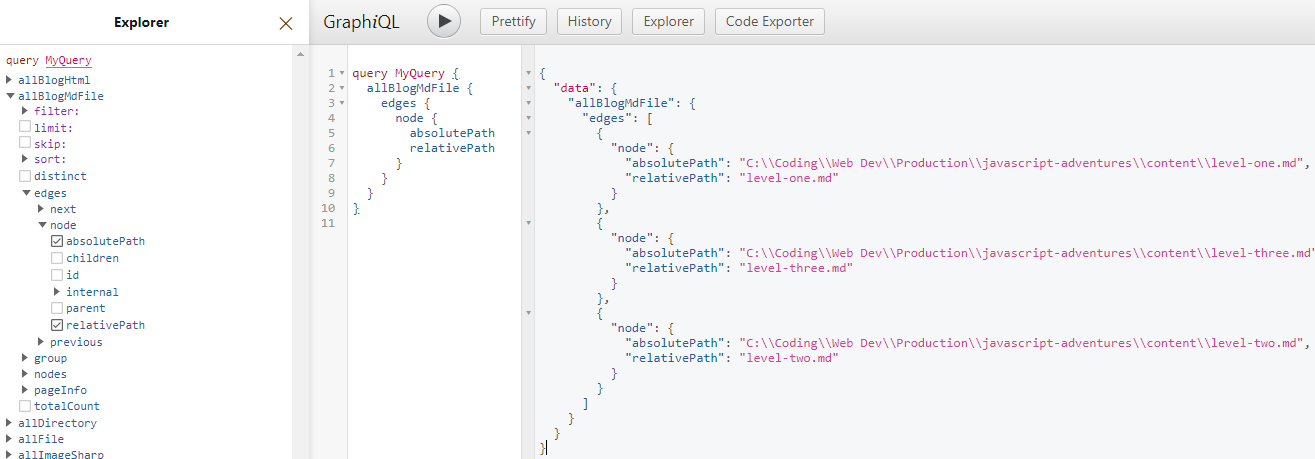 Explorer
query MyQuery
allBlogHtml
allBlogMdFile
filter:
limit:
skip:
sort:
distinct
edges
next
node
absolutePath
children
id
internal
parent
relativePath
previous
group
nodes
pageInfo
totalCount
allDirectory
allFile
allImageSharp
GraphiQL
Prettify
History
Explorer
Code Exporter
1 query MyQuery {
2 allBlogMdFile {
3 edges {
4 node {
5 absolutePath
6 relativePath
7 }
8 }
9 }
10 }
11
{
"data": {
"allBlogMdFile": {
"edges": [
{
"node": {
"absolutePath": "C:\\Coding\\Web Dev\\Production\\javascript-adventures\\content\\level-one.md",
"relativePath": "level-one.md"
}
},
{
"node": {
"absolutePath": "C:\\Coding\\Web Dev\\Production\\javascript-adventures\\content\\level-three.md"
"relativePath": "level-three.md"
}
},
{
"node": {
"absolutePath": "C:\\Coding\\Web Dev\\Production\\javascript-adventures\\content\\level-two.md",
"relativePath": "level-two.md"
}
}
]
}
}
}